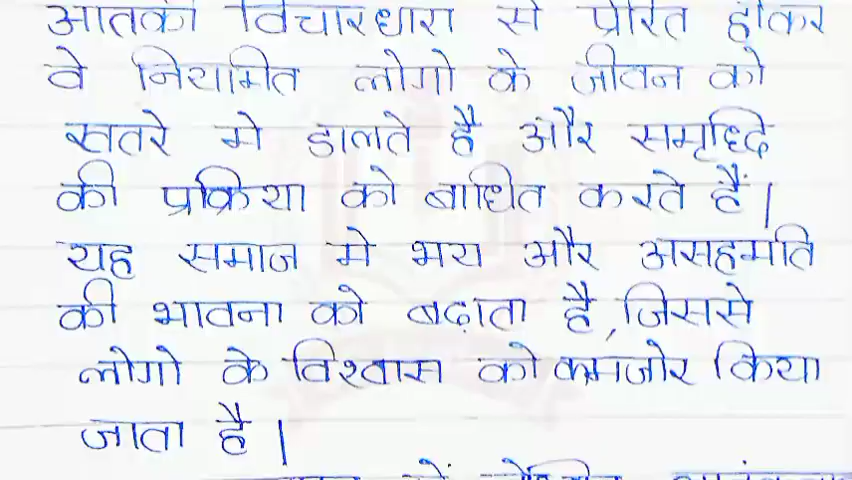 आतंकी विचारधारा से प्रेरित होकर
वे नियमित लोगो के जीवन को
खतरे मे डालते है और समृध्दि
की प्रक्रिया को बाधित करते हैं।
यह समाज मे भय और असहमति
की भावना को बढ़ाता है, जिससे
लोगो के विश्वास को कमजोर किया
जाता है।